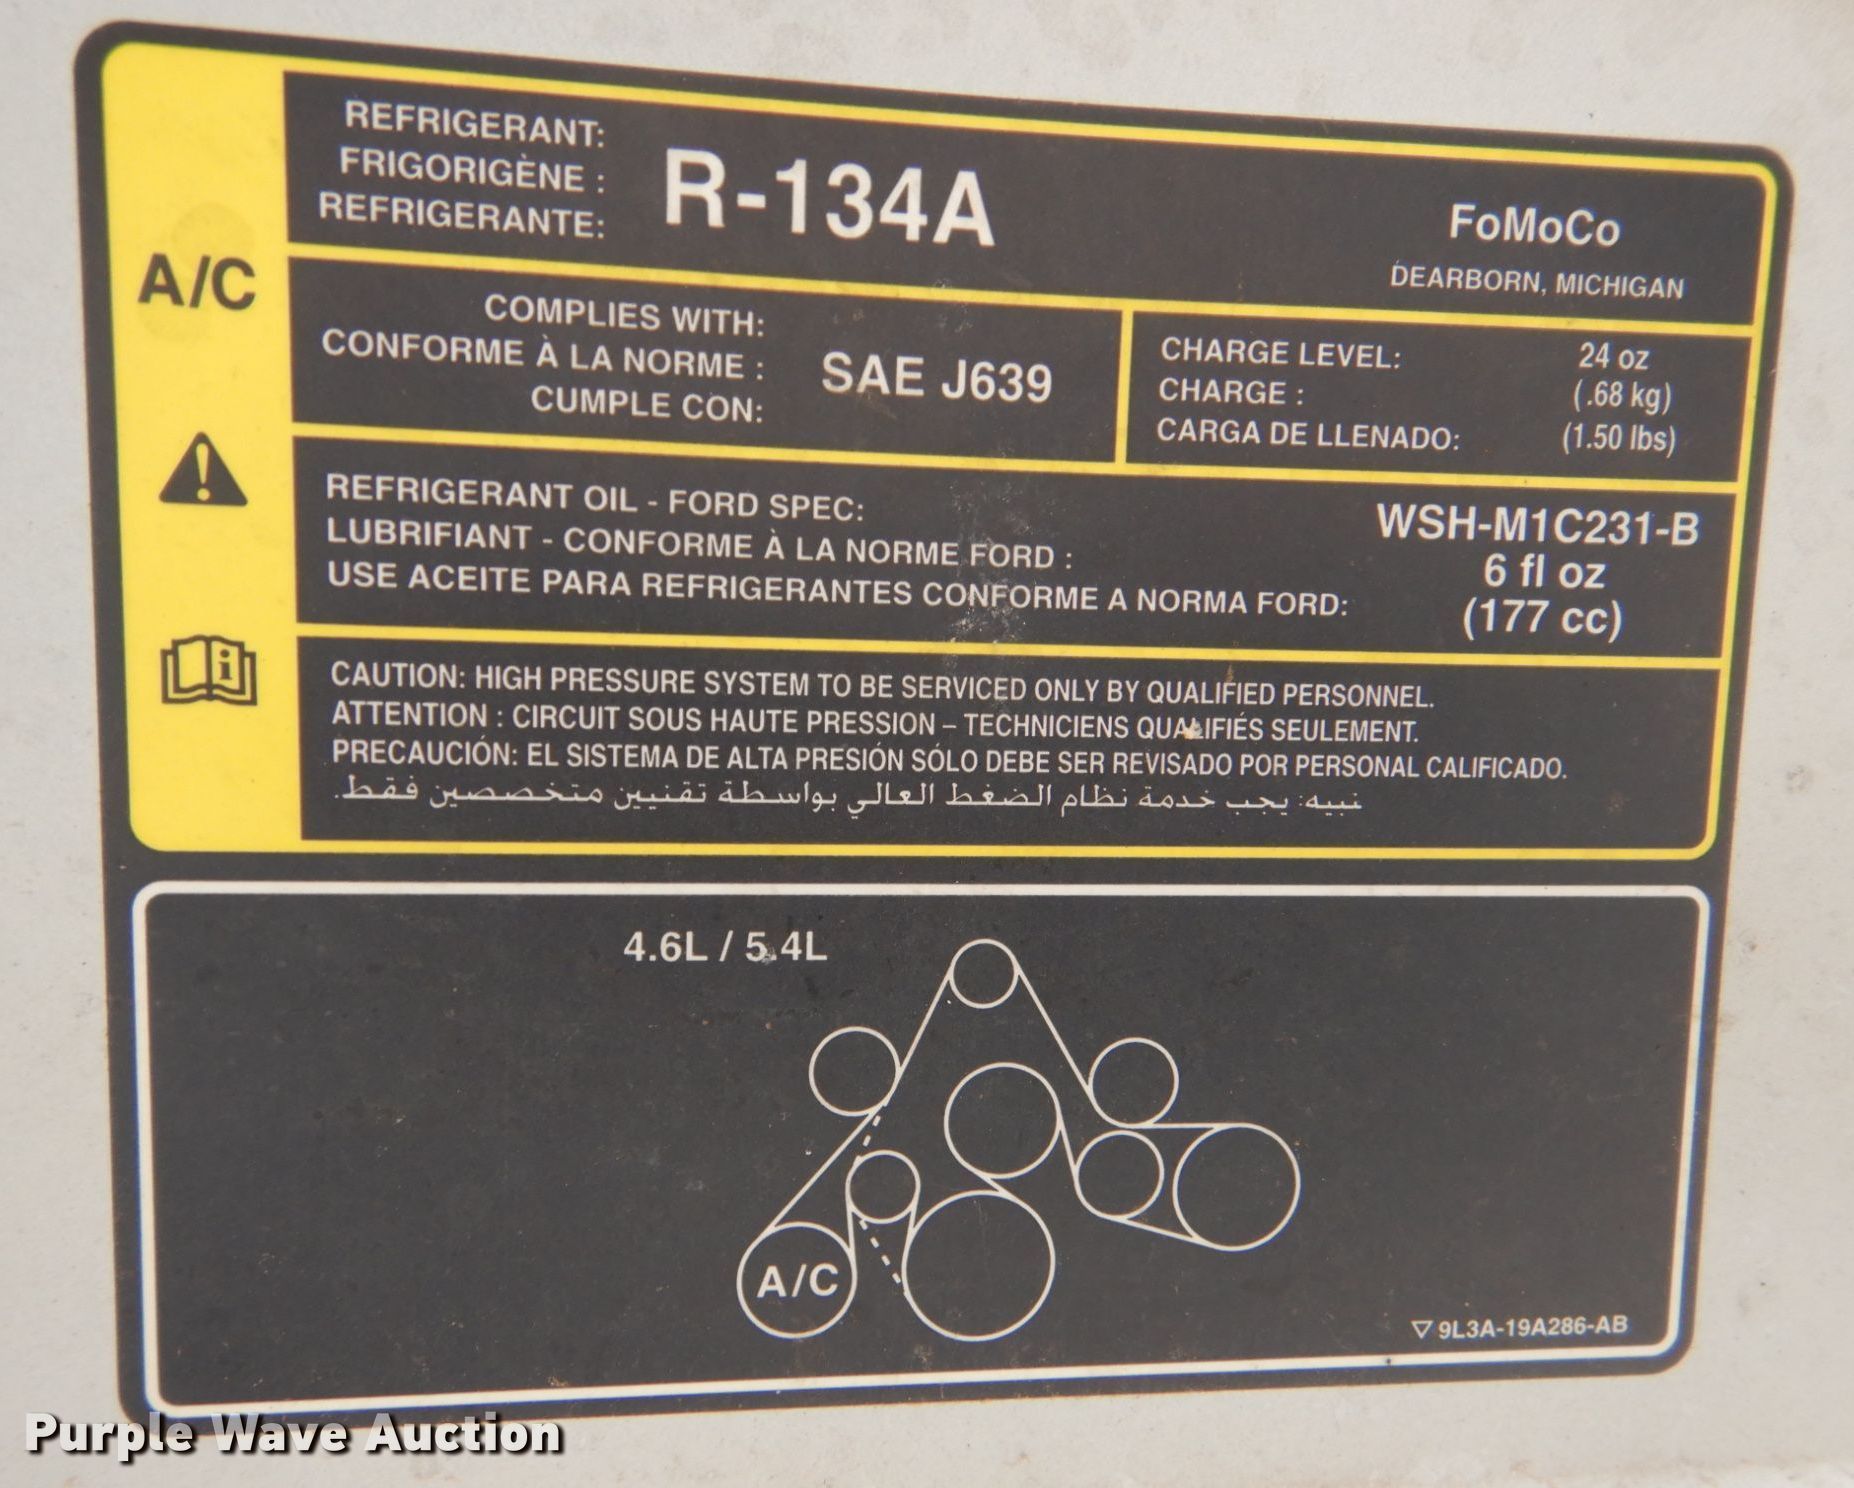 A/C
REFRIGERANT:
FRIGORIGÈNE :
REFRIGERANTE:
R-134A
FoMoCo
DEARBORN, MICHIGAN
COMPLIES WITH:
CONFORME À LA NORME :
CUMPLE CON:
SAE J639
CHARGE LEVEL: 24 oz
CHARGE : (.68 kg)
CARGA DE LLENADO: (1.50 lbs)
REFRIGERANT OIL - FORD SPEC:
LUBRIFIANT - CONFORME À LA NORME FORD :
USE ACEITE PARA REFRIGERANTES CONFORME A NORMA FORD:
WSH-M1C231-B
6 fl oz
(177 cc)
CAUTION: HIGH PRESSURE SYSTEM TO BE SERVICED ONLY BY QUALIFIED PERSONNEL.
ATTENTION : CIRCUIT SOUS HAUTE PRESSION – TECHNICIENS QUALIFIÉS SEULEMENT.
PRECAUCIÓN: EL SISTEMA DE ALTA PRESIÓN SÓLO DEBE SER REVISADO POR PERSONAL CALIFICADO.
تنبيه: يجب خدمة نظام الضغط العالي بواسطة تقنيين متخصصين فقط.
4.6L / 5.4L
A/C
▽ 9L3A-19A286-AB
Purple Wave Auction